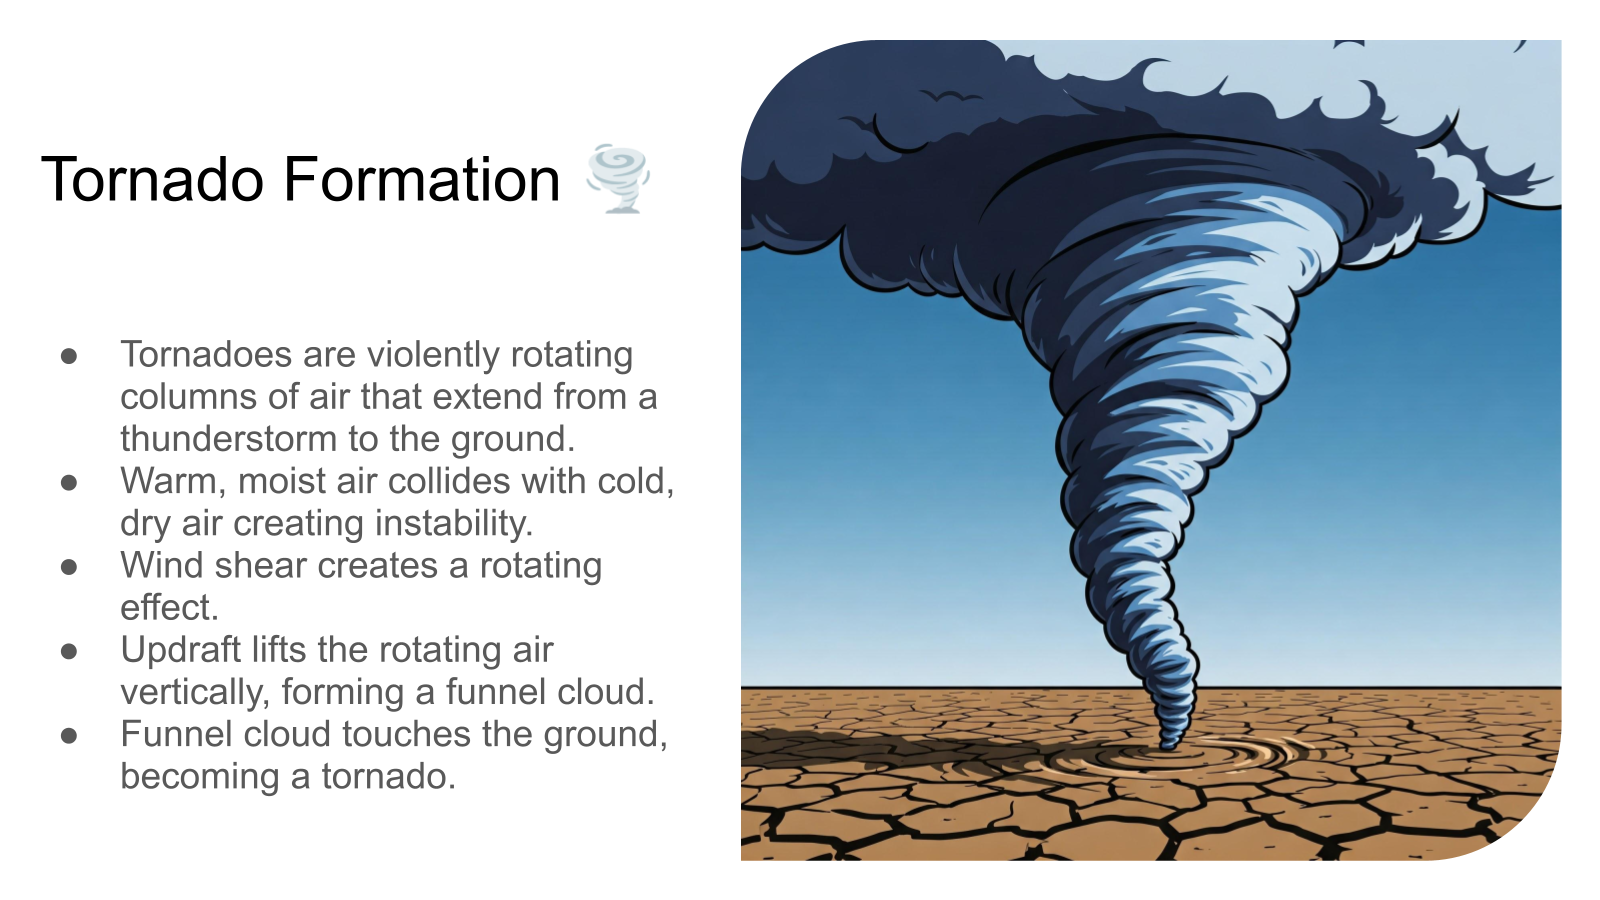 Tornado Formation 🌪️
● Tornadoes are violently rotating
columns of air that extend from a
thunderstorm to the ground.
● Warm, moist air collides with cold,
dry air creating instability.
● Wind shear creates a rotating
effect.
● Updraft lifts the rotating air
vertically, forming a funnel cloud.
● Funnel cloud touches the ground,
becoming a tornado.